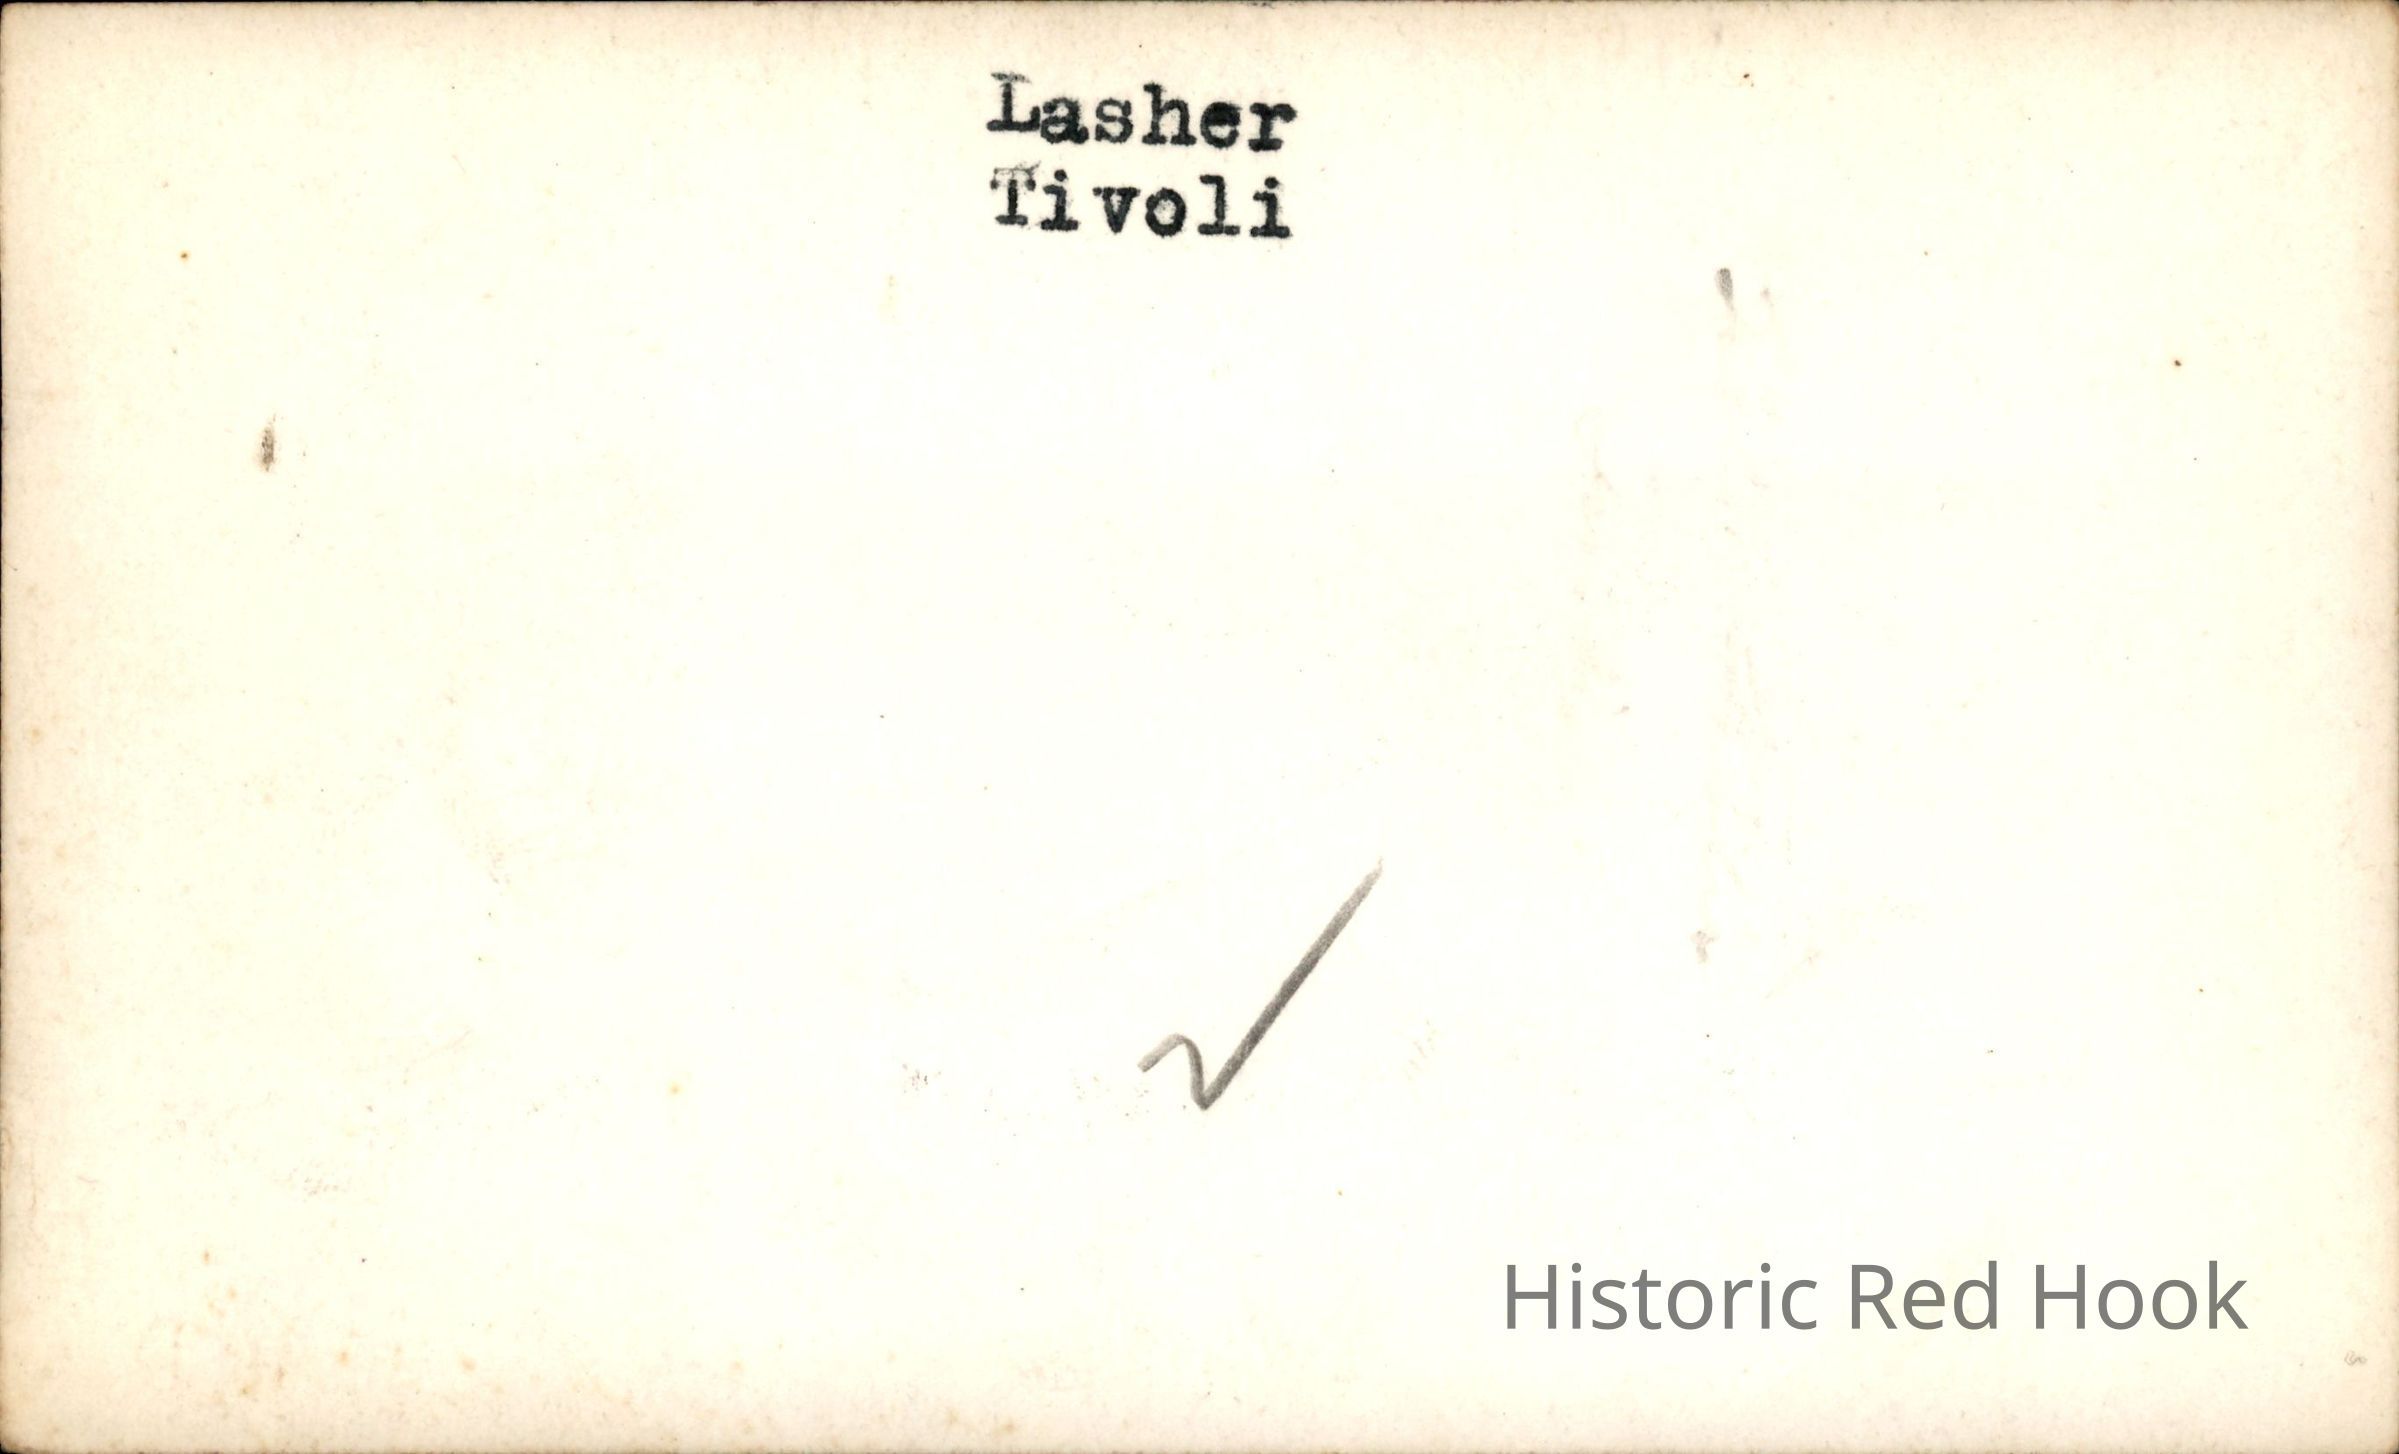 Lasher
Tivoli
✓
Historic Red Hook